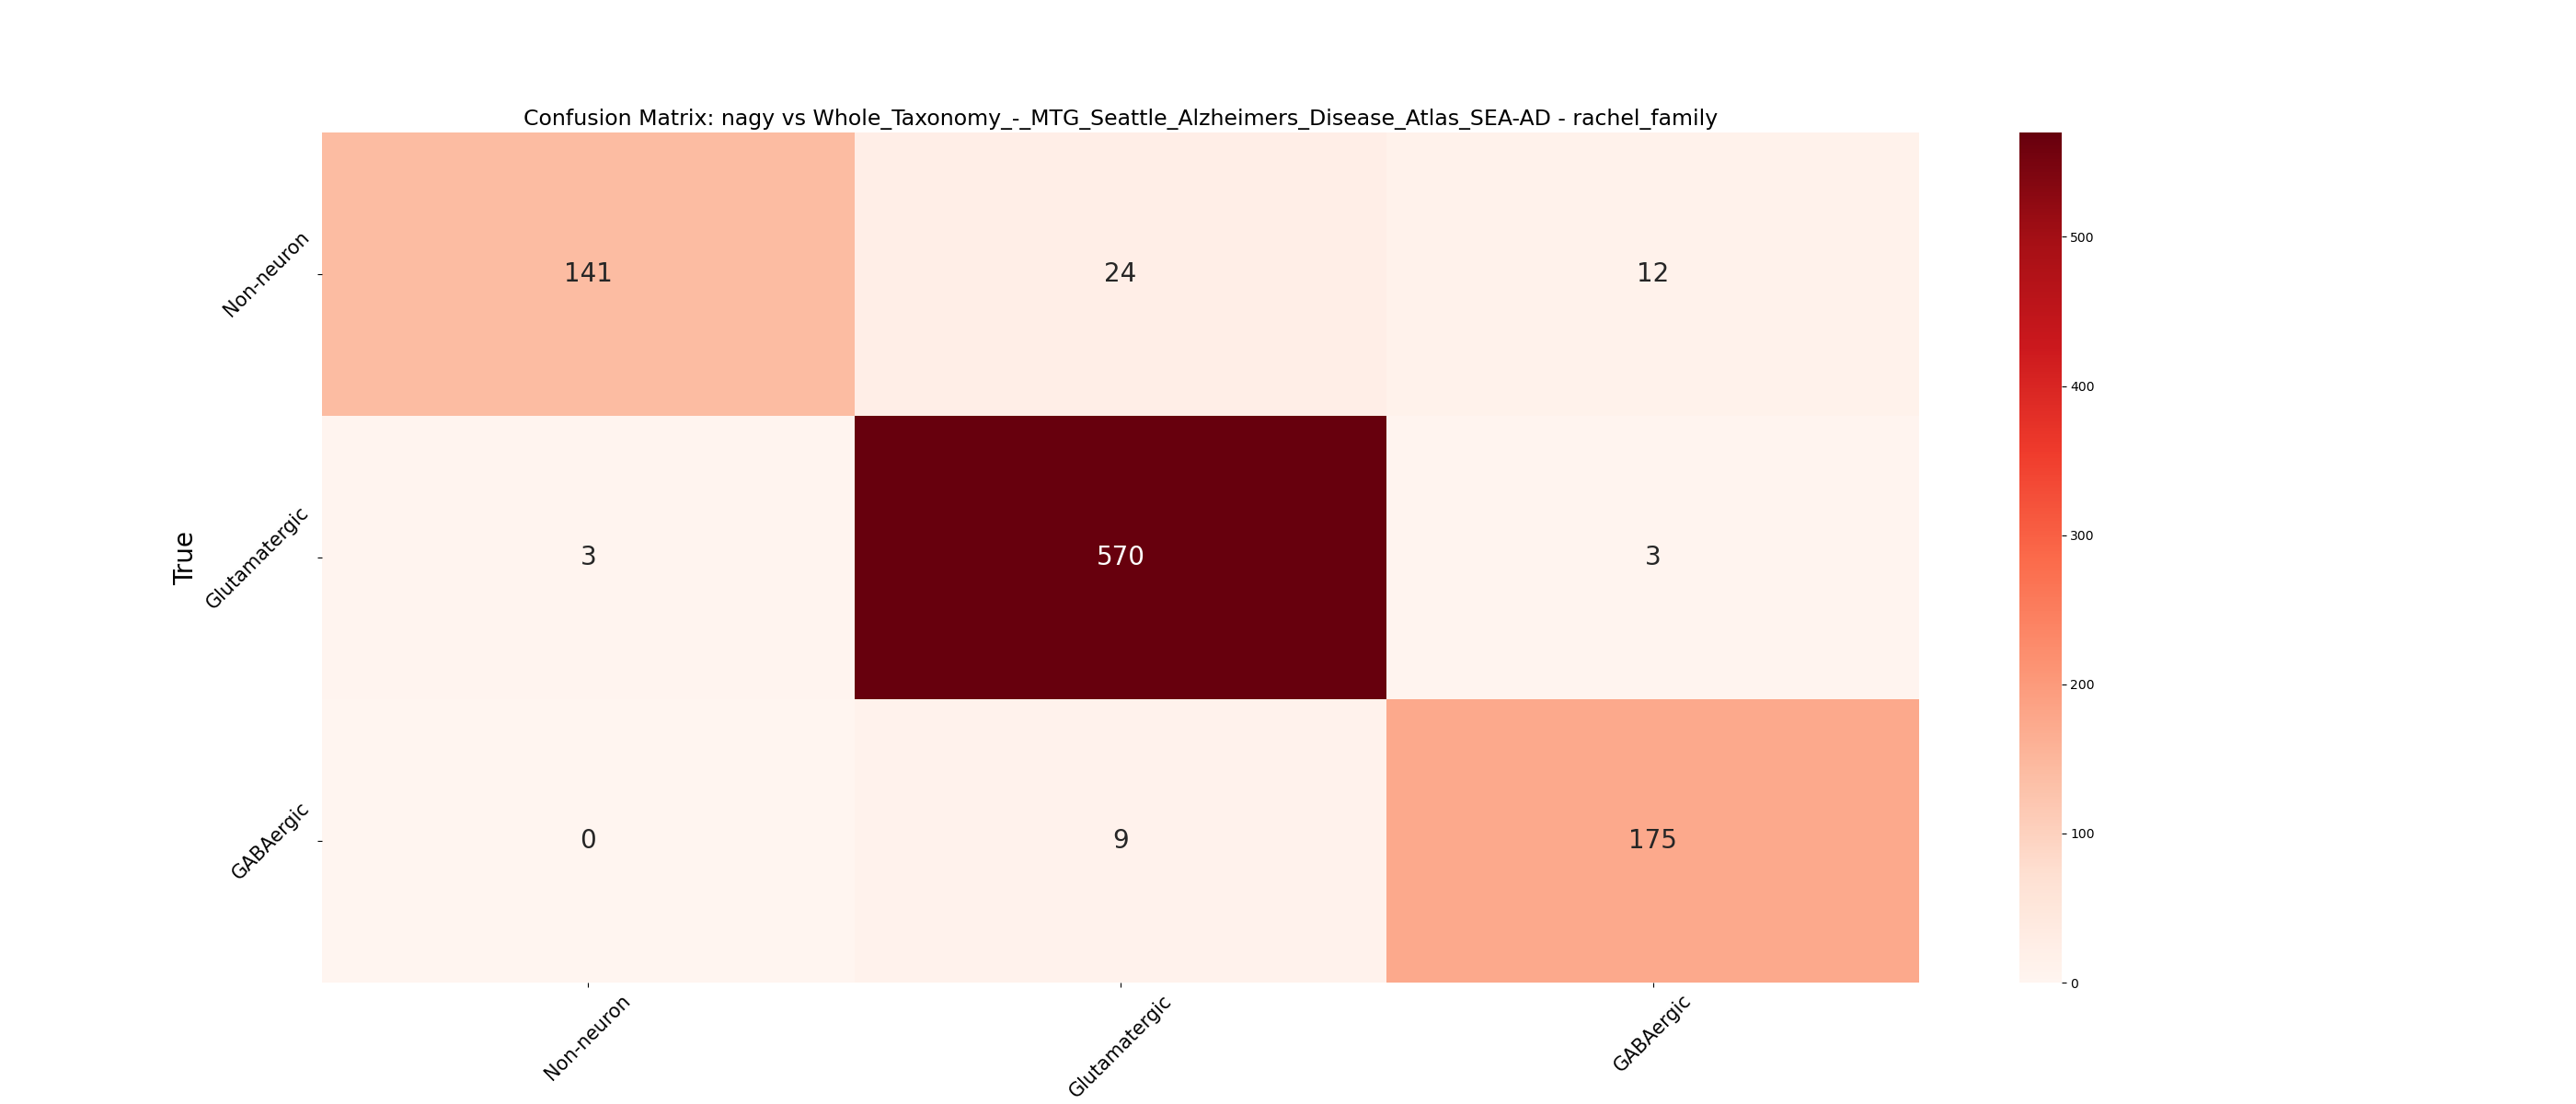 Confusion Matrix: nagy vs Whole_Taxonomy_-_MTG_Seattle_Alzheimers_Disease_Atlas_SEA-AD - rachel_family
True
Non-neuron
141
24
12
Glutamatergic
3
570
3
GABAergic
0
9
175
Non-neuron
Glutamatergic
GABAergic
500
400
300
200
100
0